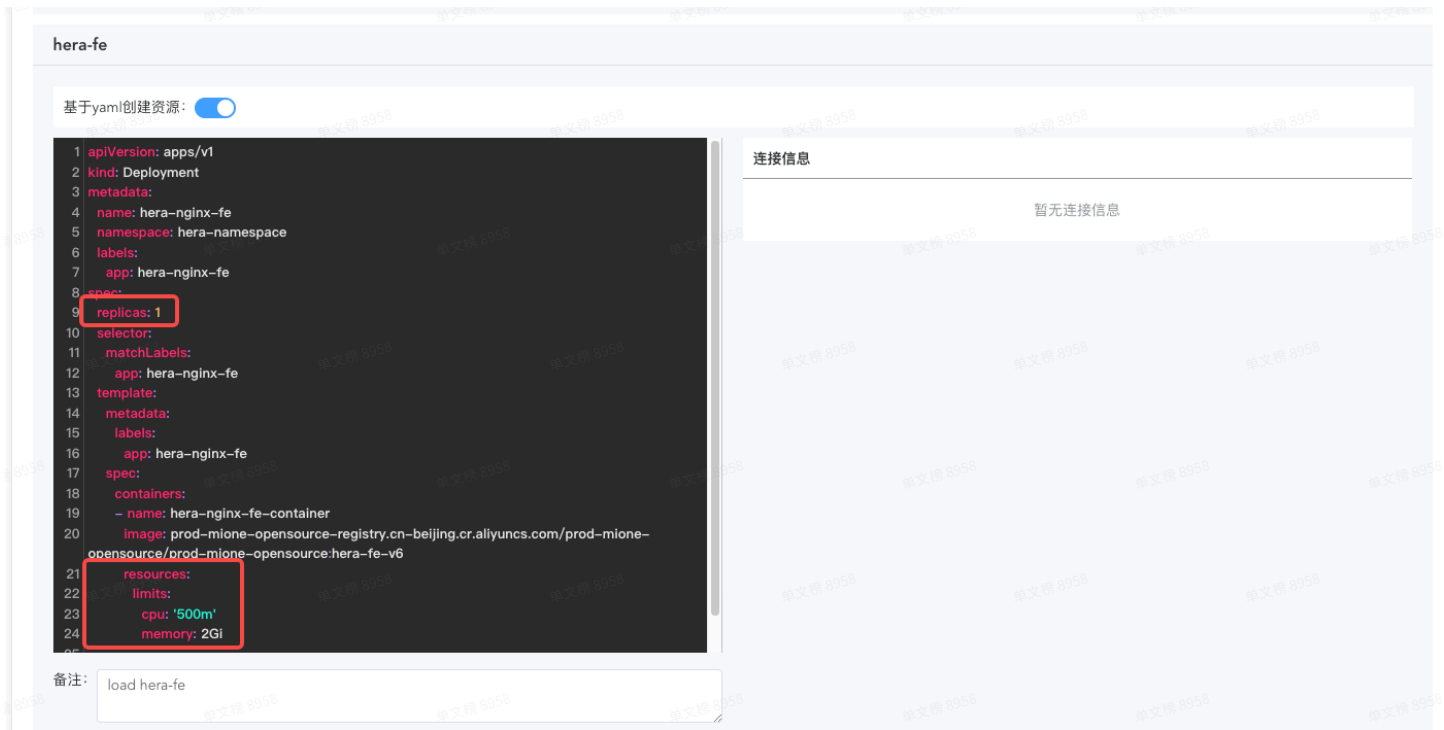 hera-fe
基于yaml创建资源：
1 apiVersion: apps/v1
2 kind: Deployment
3 metadata:
4 name: hera-nginx-fe
5 namespace: hera-namespace
6 labels:
7 app: hera-nginx-fe
8 spec:
9 replicas: 1
10 selector:
11 matchLabels:
12 app: hera-nginx-fe
13 template:
14 metadata:
15 labels:
16 app: hera-nginx-fe
17 spec:
18 containers:
19 - name: hera-nginx-fe-container
20 image: prod-mione-opensource-registry.cn-beijing.cr.aliyuncs.com/prod-mione-
opensource/prod-mione-opensource:hera-fe-v6
21 resources:
22 limits:
23 cpu: '500m'
24 memory: 2Gi
连接信息
暂无连接信息
备注：
load hera-fe